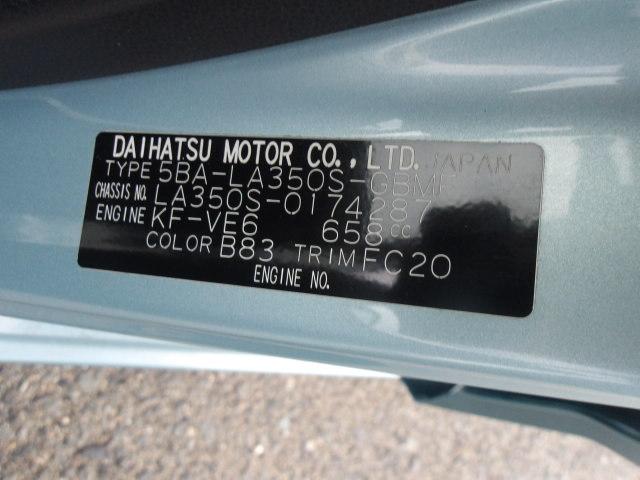 DAIHATSU MOTOR CO., LTD. JAPAN
TYPE 5BA-LA350S-GBMF
CHASSIS NO. LA350S-0174287
ENGINE KF-VE6 658cc
COLOR B83 TRIM FC20
ENGINE NO.